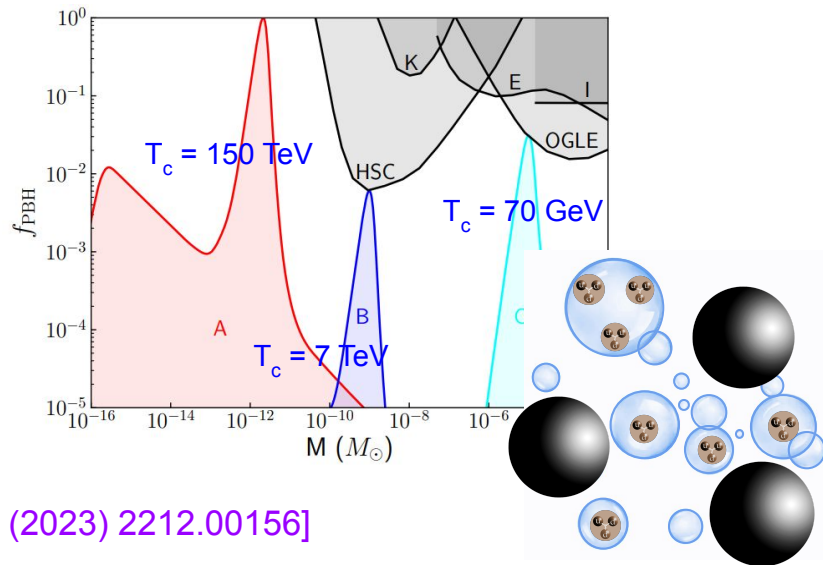 10⁰
10⁻¹
10⁻²
10⁻³
10⁻⁴
10⁻⁵
f_PBH
K
E
I
OGLE
HSC
T_c = 150 TeV
T_c = 70 GeV
A
B
C
T_c = 7 TeV
10⁻¹⁶ 10⁻¹⁴ 10⁻¹² 10⁻¹⁰ 10⁻⁸ 10⁻⁶
M (M_⊙)
(2023) 2212.00156]